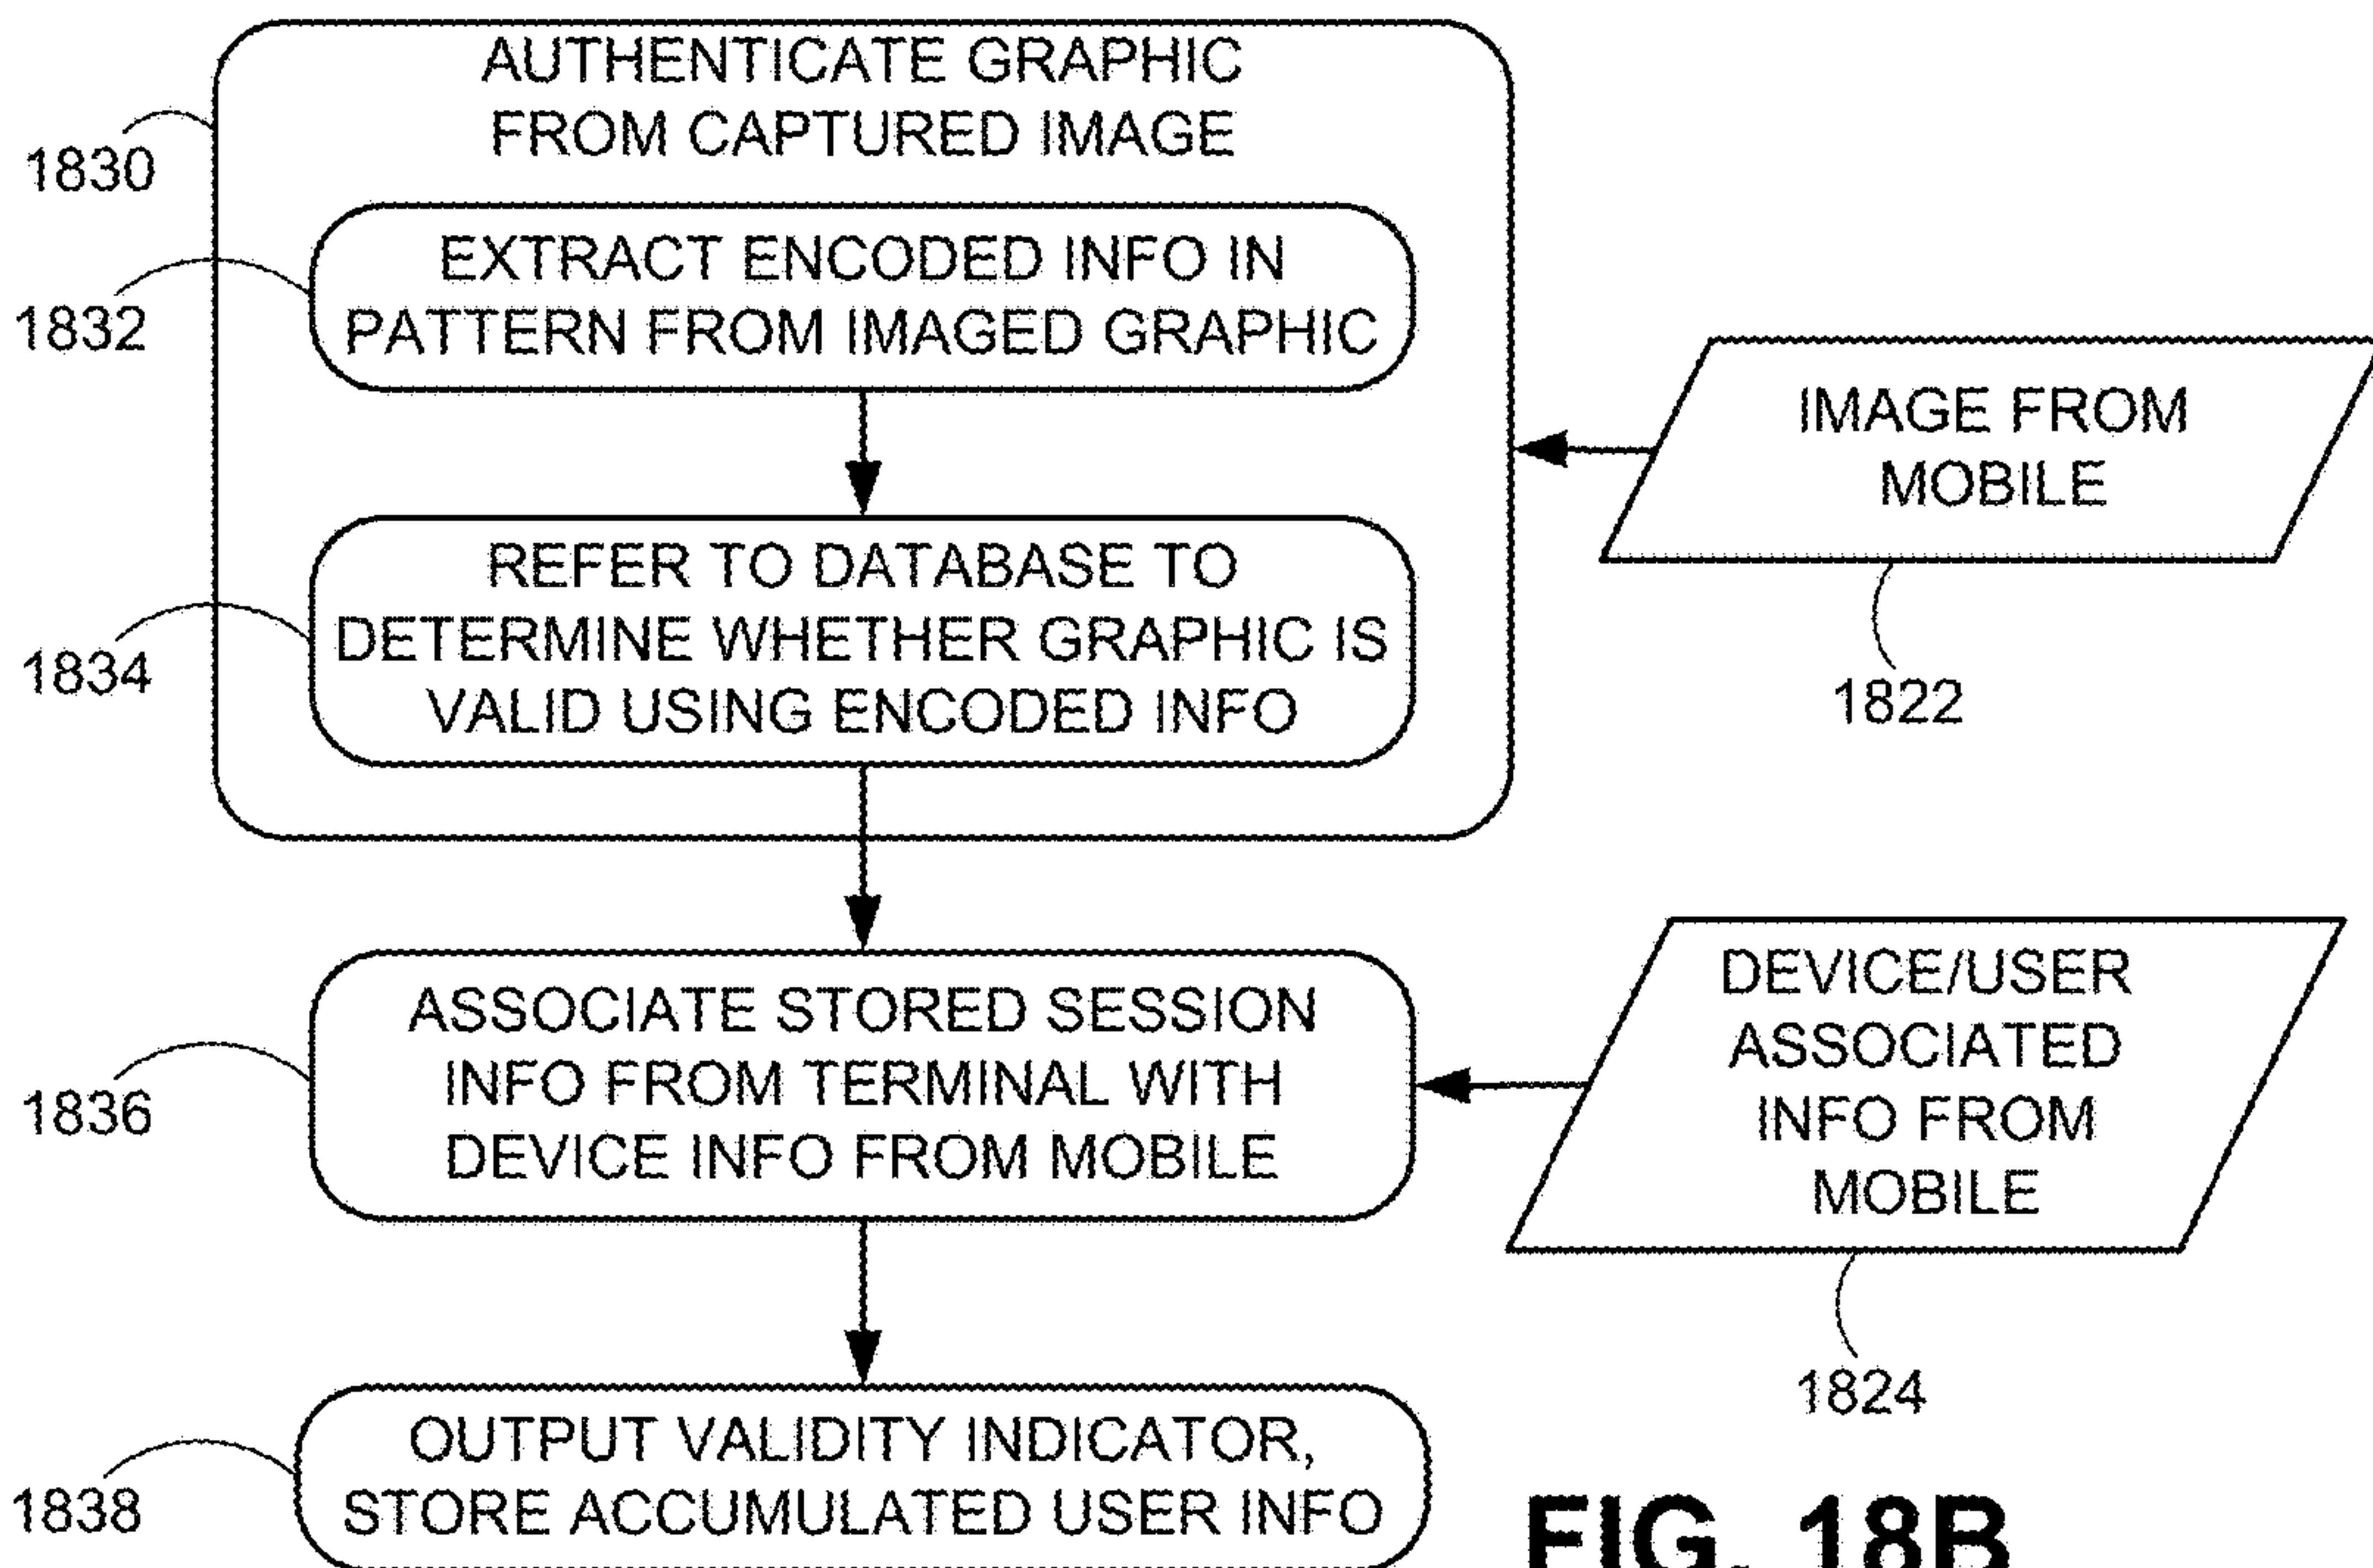 AUTHENTICATE GRAPHIC
FROM CAPTURED IMAGE
1830
EXTRACT ENCODED INFO IN
PATTERN FROM IMAGED GRAPHIC
1832
IMAGE FROM
MOBILE
1822
REFER TO DATABASE TO
DETERMINE WHETHER GRAPHIC IS
VALID USING ENCODED INFO
1834
ASSOCIATE STORED SESSION
INFO FROM TERMINAL WITH
DEVICE INFO FROM MOBILE
1836
DEVICE/USER
ASSOCIATED
INFO FROM
MOBILE
1824
OUTPUT VALIDITY INDICATOR,
STORE ACCUMULATED USER INFO
1838
FIG. 18B